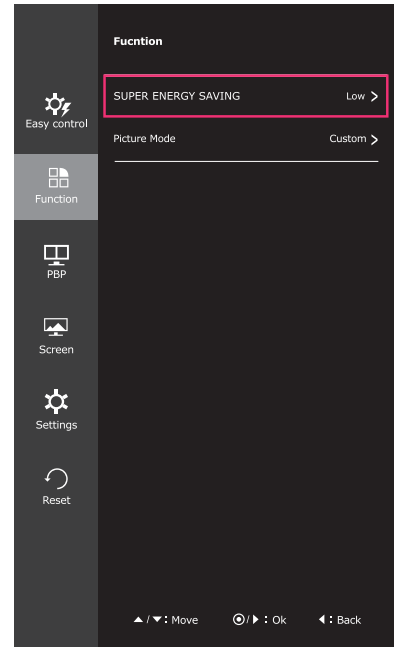 Fucntion
SUPER ENERGY SAVING Low >
Picture Mode Custom >
Easy control
Function
PBP
Screen
Settings
Reset
▲/▼: Move ⦿/▶: Ok ◀: Back